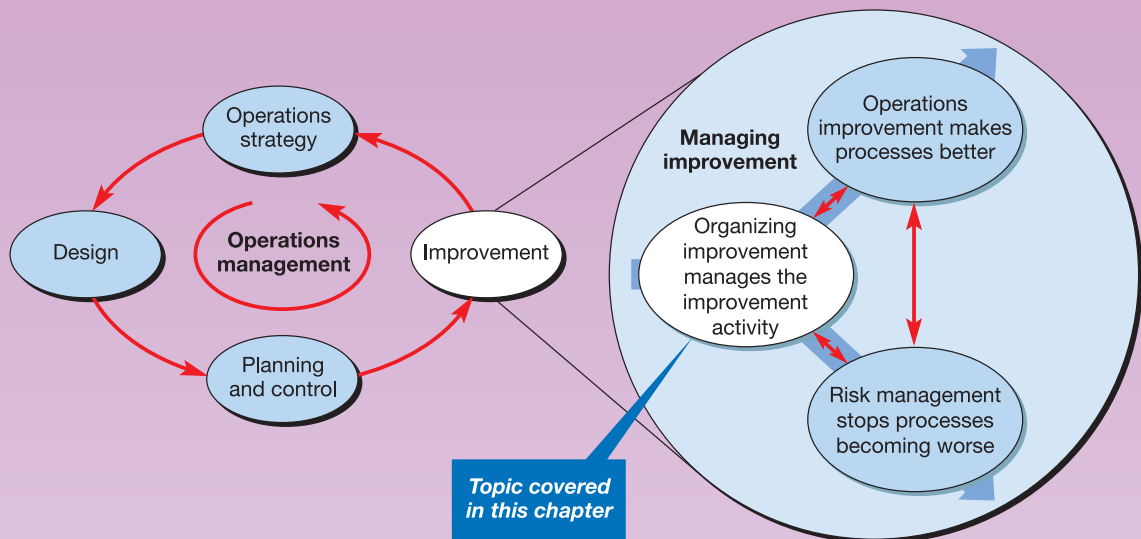 Operations
strategy
Design
Operations
management
Improvement
Planning
and control
Managing
improvement
Operations
improvement makes
processes better
Organizing
improvement
manages the
improvement
activity
Risk management
stops processes
becoming worse
Topic covered
in this chapter